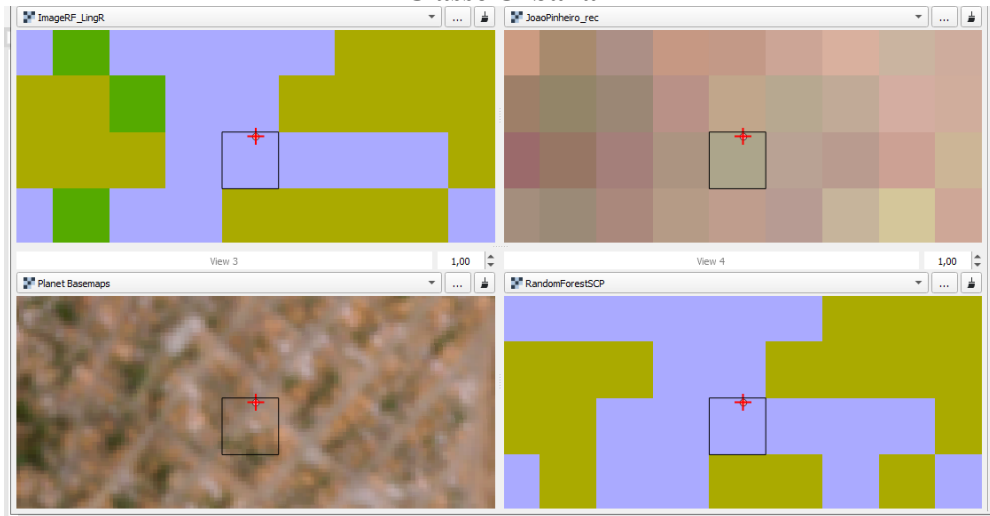 ImageRF_LingR ...
JoaoPinheiro_rec ...
View 3 1,00
View 4 1,00
Planet Basemaps ...
RandomForestSCP ...